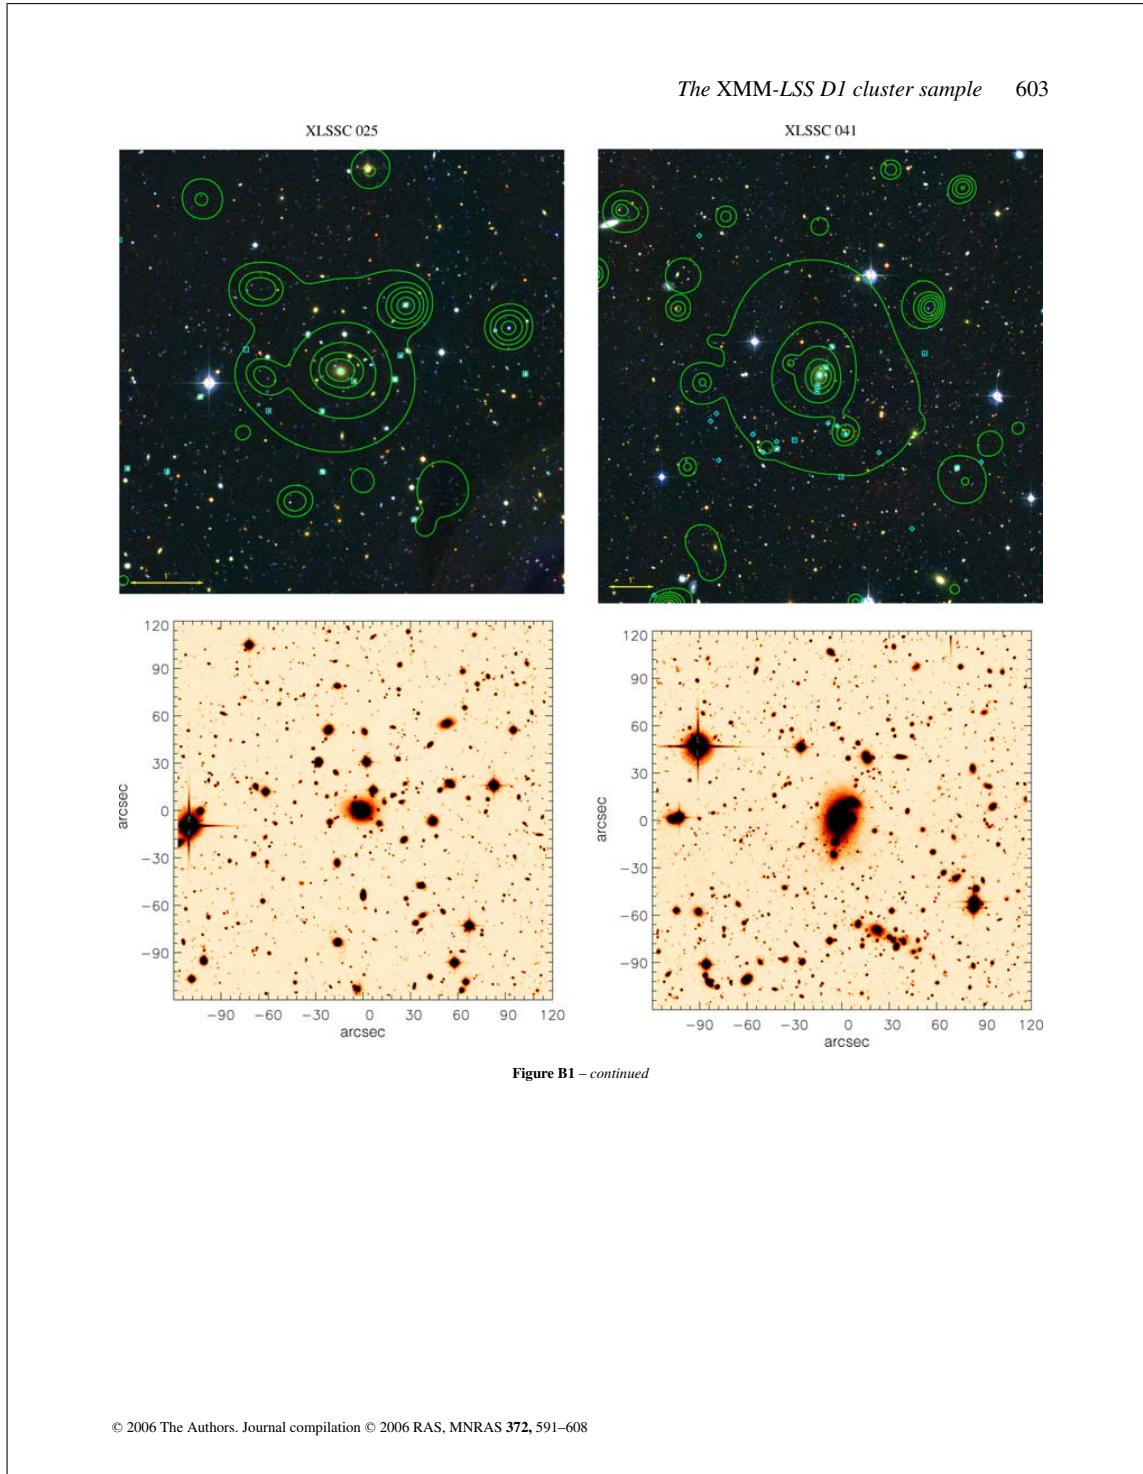 The XMM-LSS D1 cluster sample 603
XLSSC 025
XLSSC 041
1'
1'
120
90
60
30
0
−30
−60
−90
arcsec
−90 −60 −30 0 30 60 90 120
arcsec
120
90
60
30
0
−30
−60
−90
arcsec
−90 −60 −30 0 30 60 90 120
arcsec
Figure B1 – continued
© 2006 The Authors. Journal compilation © 2006 RAS, MNRAS 372, 591–608